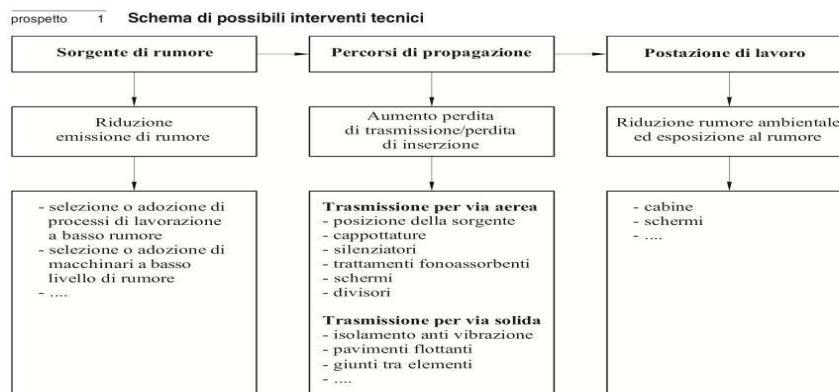 prospetto 1 Schema di possibili interventi tecnici
Sorgente di rumore
Percorsi di propagazione
Postazione di lavoro
Riduzione
emissione di rumore
Aumento perdita
di trasmissione/perdita
di inserzione
Riduzione rumore ambientale
ed esposizione al rumore
- selezione o adozione di
processi di lavorazione
a basso rumore
- selezione o adozione di
macchinari a basso
livello di rumore
- ....
Trasmissione per via aerea
- posizione della sorgente
- cappottature
- silenziatori
- trattamenti fonoassorbenti
- schermi
- divisori
Trasmissione per via solida
- isolamento anti vibrazione
- pavimenti flottanti
- giunti tra elementi
- ....
- cabine
- schermi
- ....